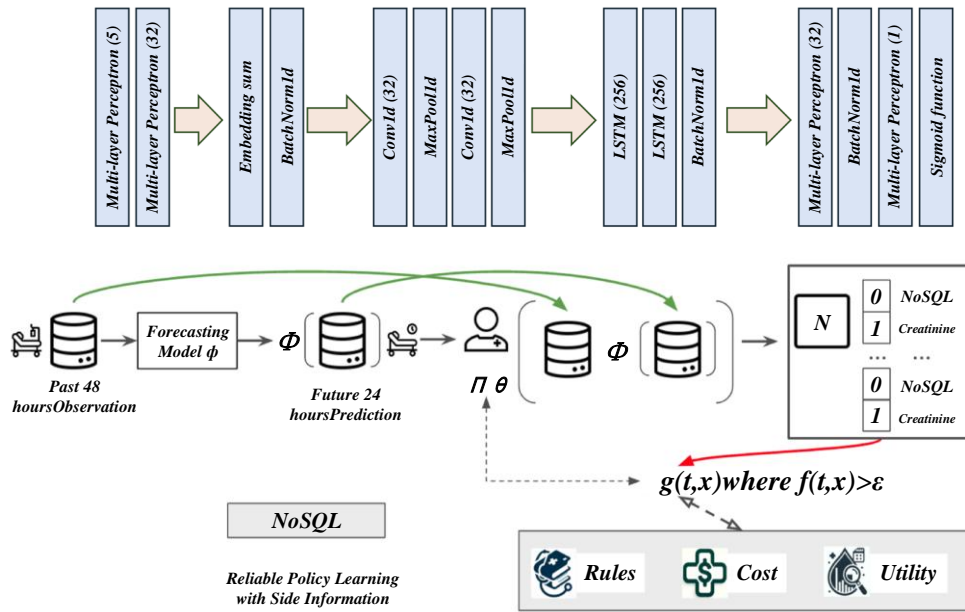 Multi-layer Perceptron (5)
Multi-layer Perceptron (32)
Embedding sum
BatchNorm1d
Conv1d (32)
MaxPool1d
Conv1d (32)
MaxPool1d
LSTM (256)
LSTM (256)
BatchNorm1d
Multi-layer Perceptron (32)
BatchNorm1d
Multi-layer Perceptron (1)
Sigmoid function
Past 48
hoursObservation
Forecasting
Model ϕ
Φ
Future 24
hoursPrediction
Π θ
Φ
N
0 NoSQL
1 Creatinine
... ...
0 NoSQL
1 Creatinine
g(t,x)where f(t,x)>ε
NoSQL
Reliable Policy Learning
with Side Information
Rules
$ Cost
Utility